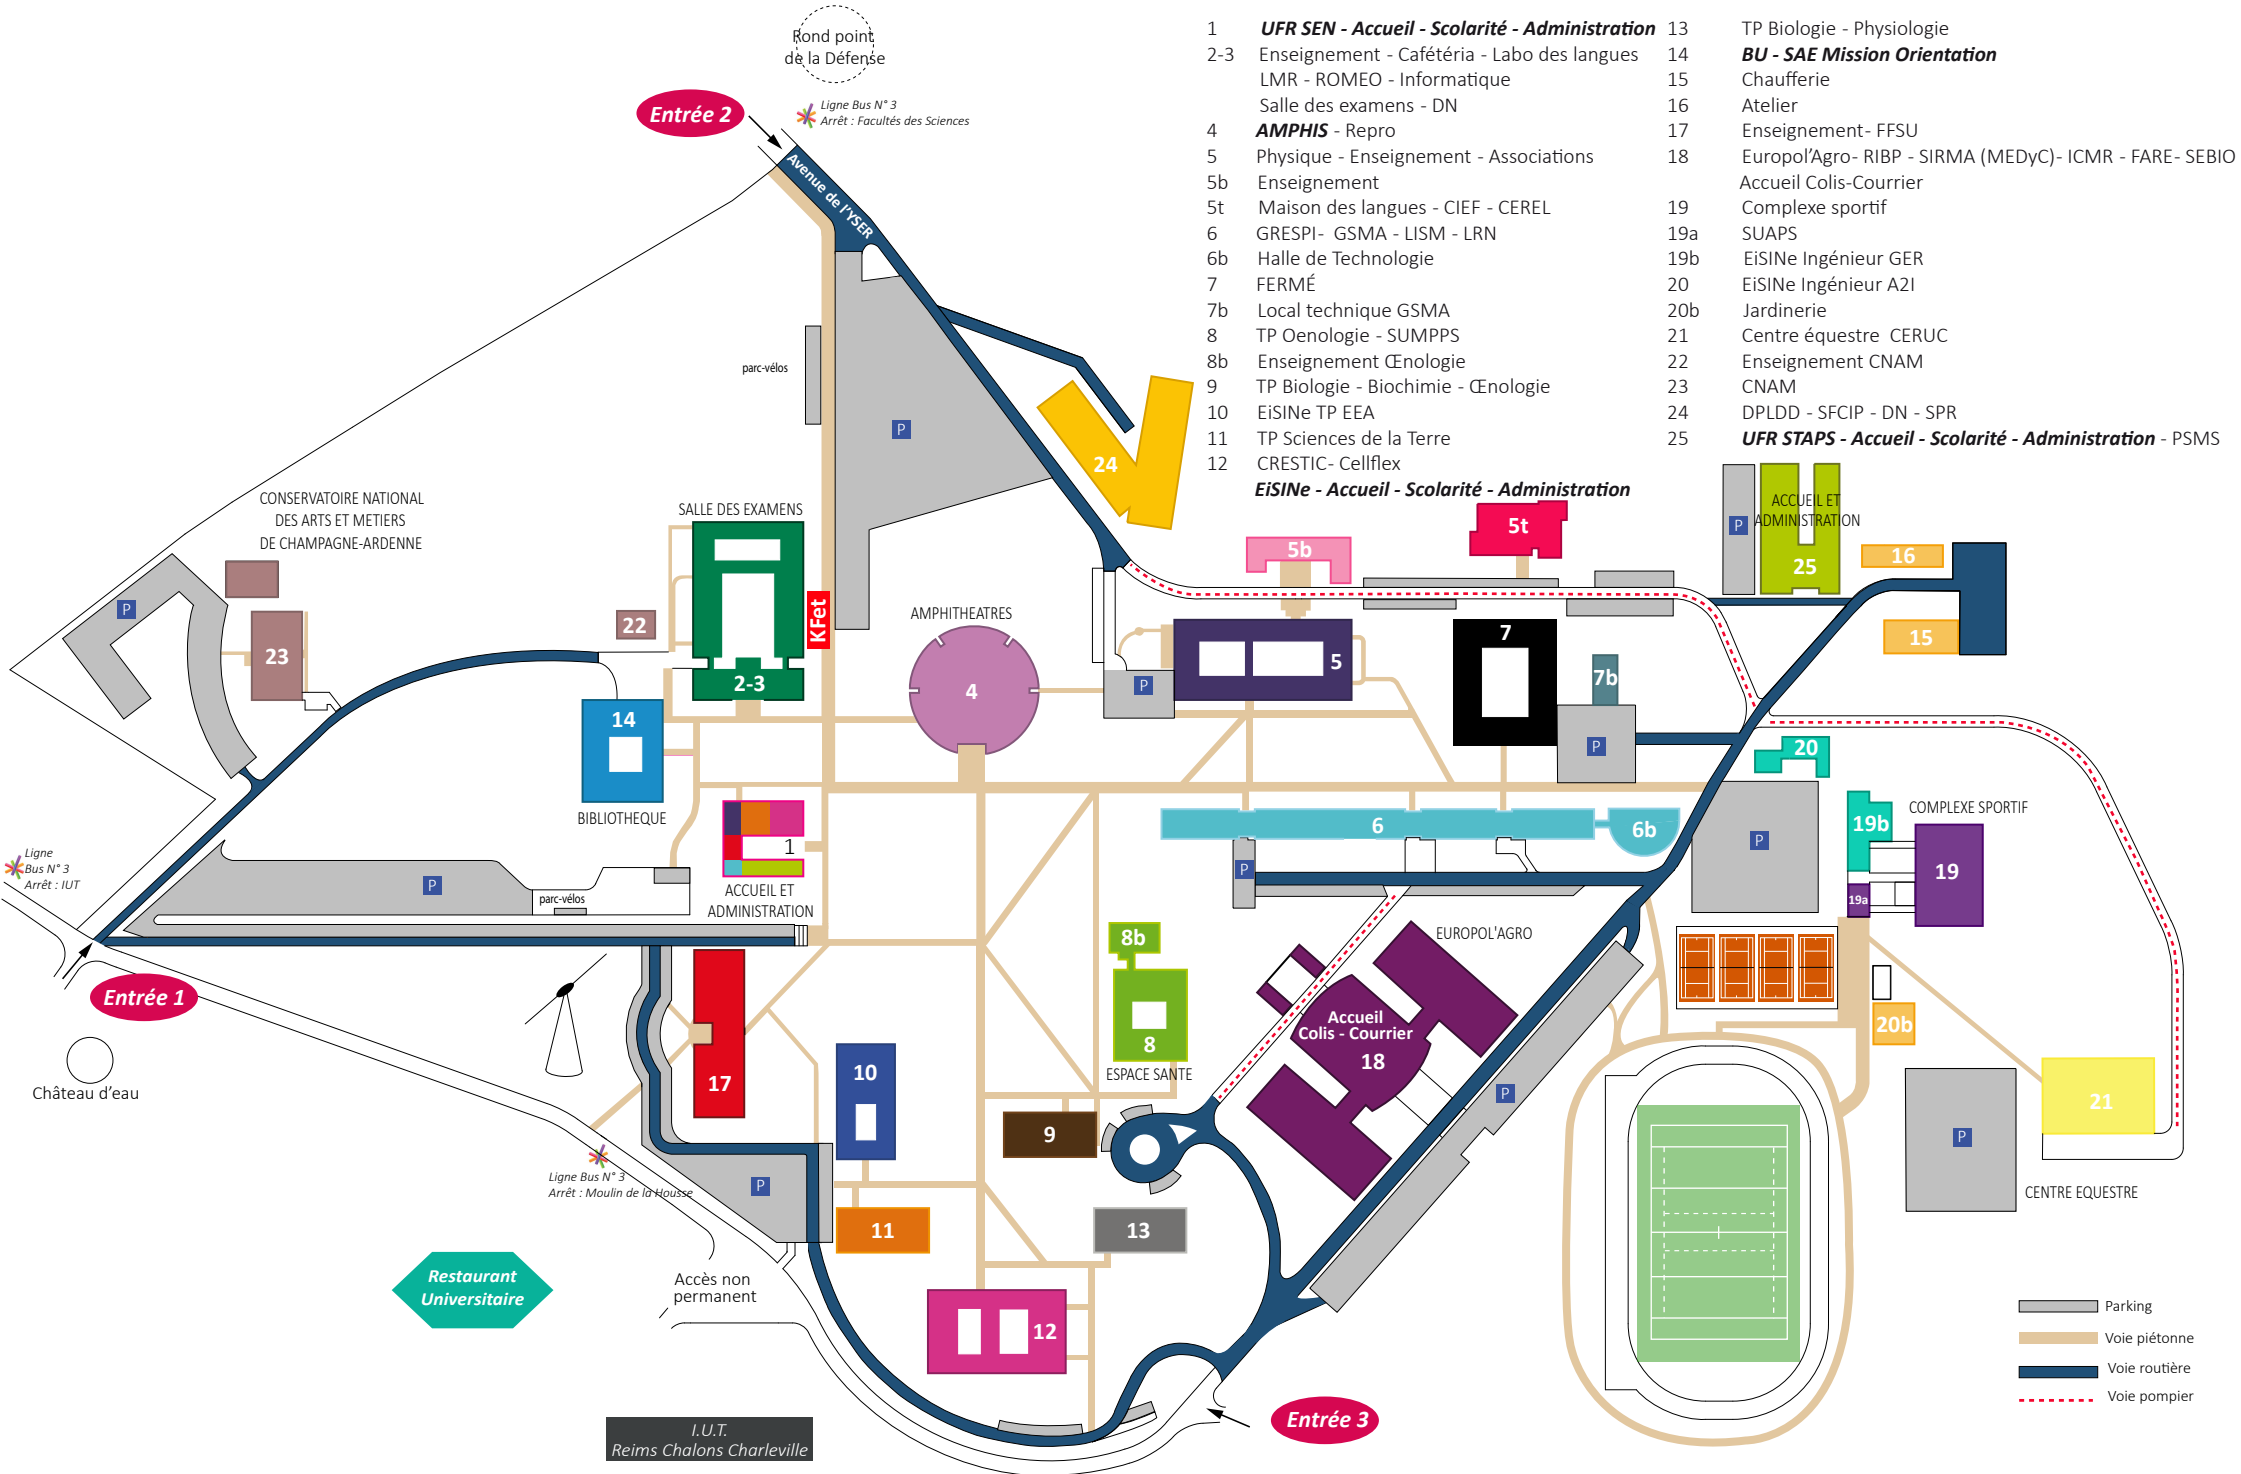 Rond point
de la Défense
Entrée 2
Ligne Bus N° 3
Arrêt : Facultés des Sciences
Avenue de l'YSER
1 UFR SEN - Accueil - Scolarité - Administration
2-3 Enseignement - Cafétéria - Labo des langues
LMR - ROMEO - Informatique
Salle des examens - DN
4 AMPHIS - Repro
5 Physique - Enseignement - Associations
5b Enseignement
5t Maison des langues - CIEF - CEREL
6 GRESPI- GSMA - LISM - LRN
6b Halle de Technologie
7 FERMÉ
7b Local technique GSMA
8 TP Oenologie - SUMPPS
8b Enseignement Œnologie
9 TP Biologie - Biochimie - Œnologie
10 EiSINe TP EEA
11 TP Sciences de la Terre
12 CRESTIC- Cellflex
EiSINe - Accueil - Scolarité - Administration
13 TP Biologie - Physiologie
14 BU - SAE Mission Orientation
15 Chaufferie
16 Atelier
17 Enseignement- FFSU
18 Europol'Agro- RIBP - SIRMA (MEDyC)- ICMR - FARE- SEBIO
Accueil Colis-Courrier
19 Complexe sportif
19a SUAPS
19b EiSINe Ingénieur GER
20 EiSINe Ingénieur A2I
20b Jardinerie
21 Centre équestre CERUC
22 Enseignement CNAM
23 CNAM
24 DPLDD - SFCIP - DN - SPR
25 UFR STAPS - Accueil - Scolarité - Administration - PSMS
parc-vélos
P
24
CONSERVATOIRE NATIONAL
DES ARTS ET METIERS
DE CHAMPAGNE-ARDENNE
SALLE DES EXAMENS
5t
P
ACCUEIL ET
ADMINISTRATION
25
16
5b
P
22
KFet
AMPHITHEATRES
23
2-3
4
P
5
7
7b
15
14
P
20
BIBLIOTHEQUE
1
6
6b
P
19b
COMPLEXE SPORTIF
19
19a
Ligne
Bus N° 3
Arrêt : IUT
P
parc-vélos
ACCUEIL ET
ADMINISTRATION
P
8b
EUROPOL'AGRO
Entrée 1
Accueil
Colis - Courrier
18
20b
8
ESPACE SANTE
17
10
Château d'eau
P
21
9
P
Ligne Bus N° 3
Arrêt : Moulin de la Housse
P
CENTRE EQUESTRE
11
13
Restaurant
Universitaire
Accès non
permanent
12
Parking
Voie piétonne
Voie routière
Voie pompier
Entrée 3
I.U.T.
Reims Chalons Charleville